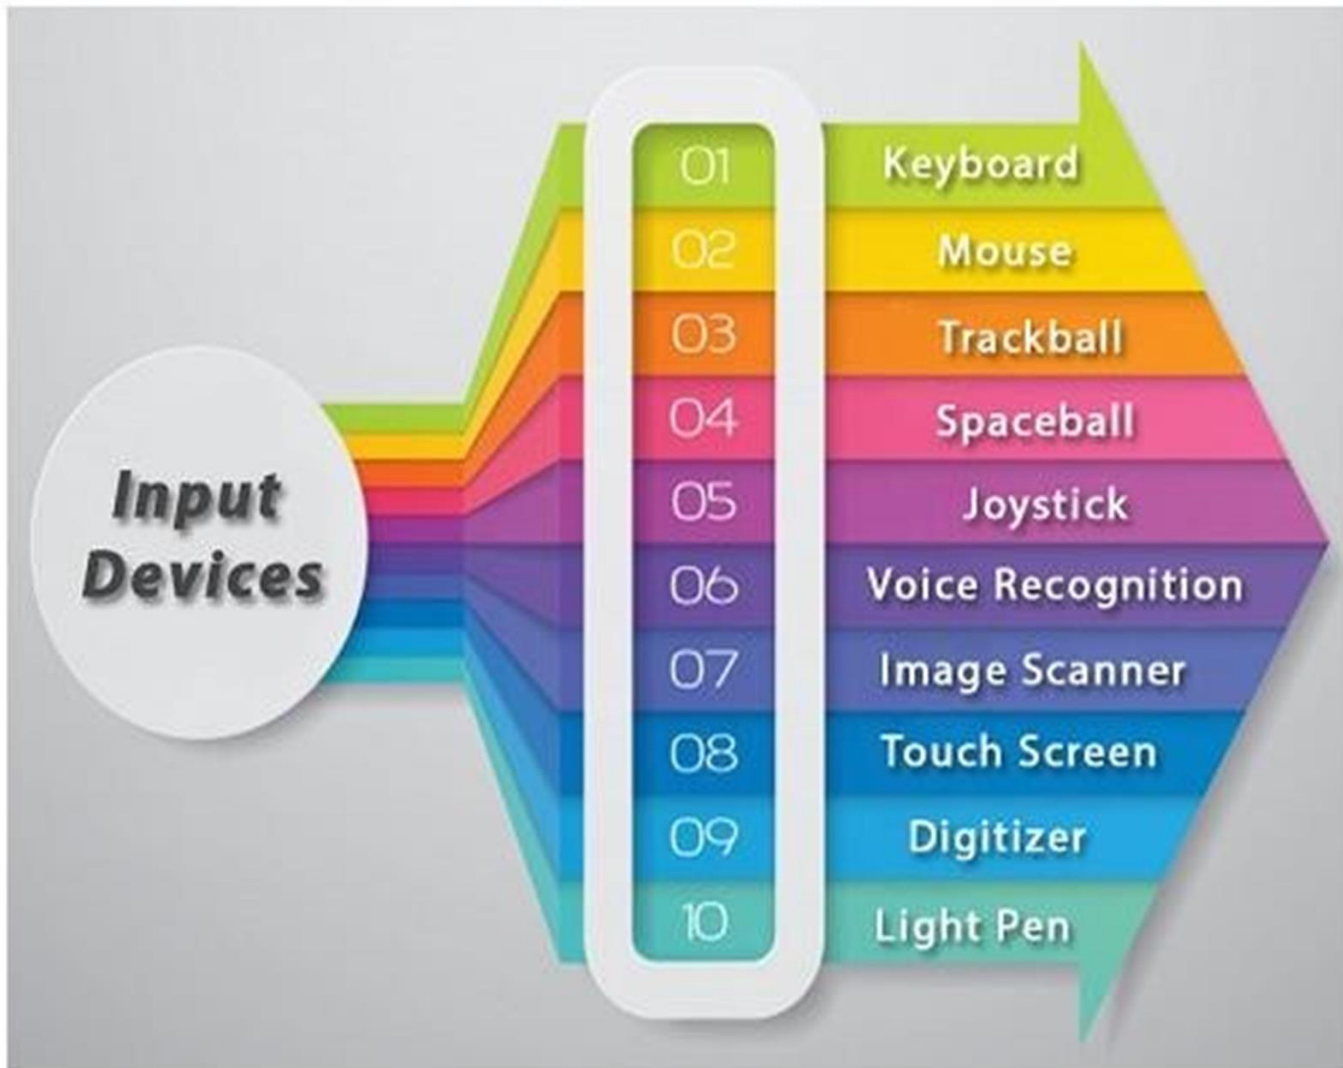 Input
Devices
01 Keyboard
02 Mouse
03 Trackball
04 Spaceball
05 Joystick
06 Voice Recognition
07 Image Scanner
08 Touch Screen
09 Digitizer
10 Light Pen